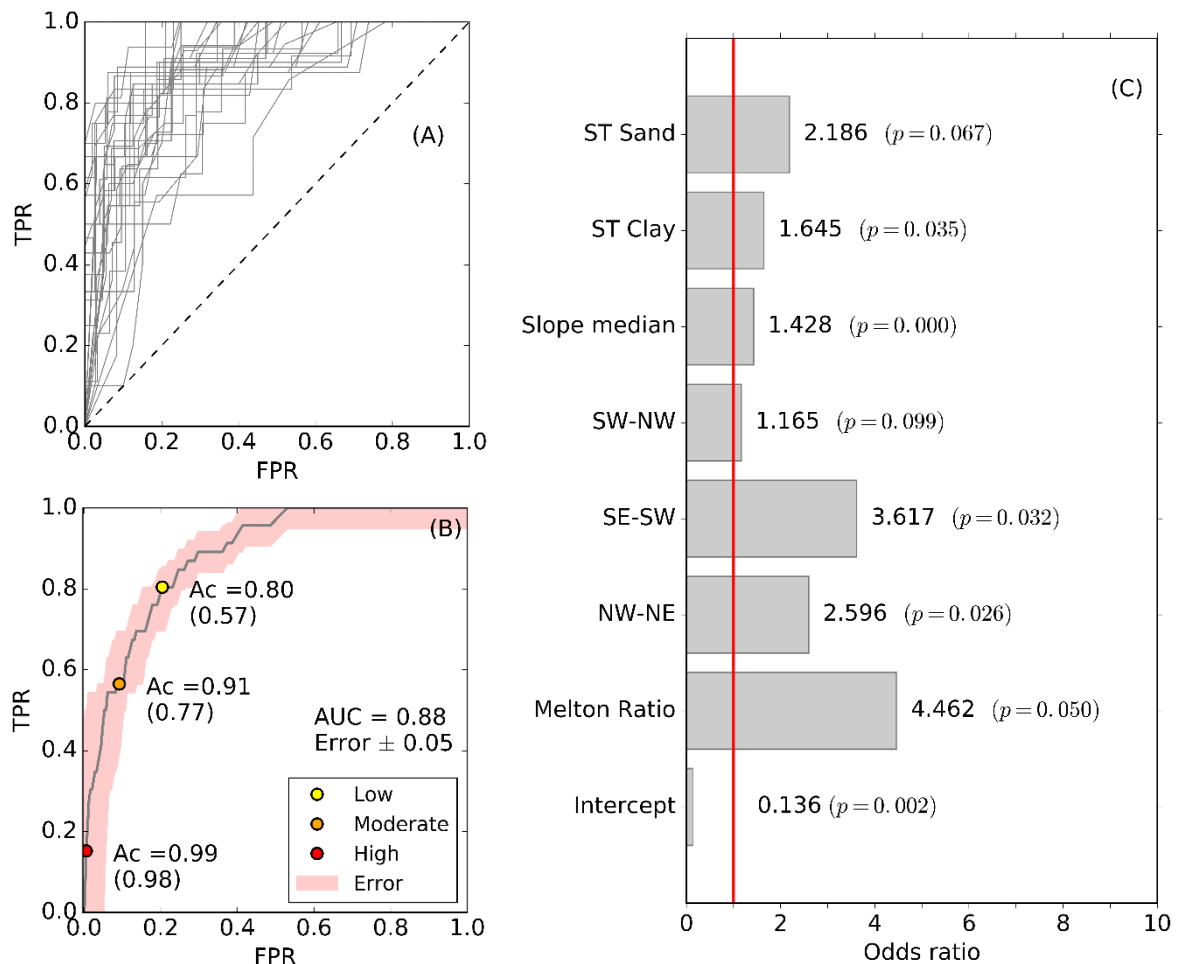 1.0
0.8
0.6
0.4
0.2
0.0
TPR
(A)
0.0 0.2 0.4 0.6 0.8 1.0
FPR
1.0
0.8
0.6
0.4
0.2
0.0
TPR
(B)
Ac =0.80
(0.57)
Ac =0.91
(0.77)
AUC = 0.88
Error ± 0.05
Low
Moderate
High
Error
Ac =0.99
(0.98)
0.0 0.2 0.4 0.6 0.8 1.0
FPR
(C)
ST Sand 2.186 (p = 0.067)
ST Clay 1.645 (p = 0.035)
Slope median 1.428 (p = 0.000)
SW-NW 1.165 (p = 0.099)
SE-SW 3.617 (p = 0.032)
NW-NE 2.596 (p = 0.026)
Melton Ratio 4.462 (p = 0.050)
Intercept 0.136 (p = 0.002)
0 2 4 6 8 10
Odds ratio